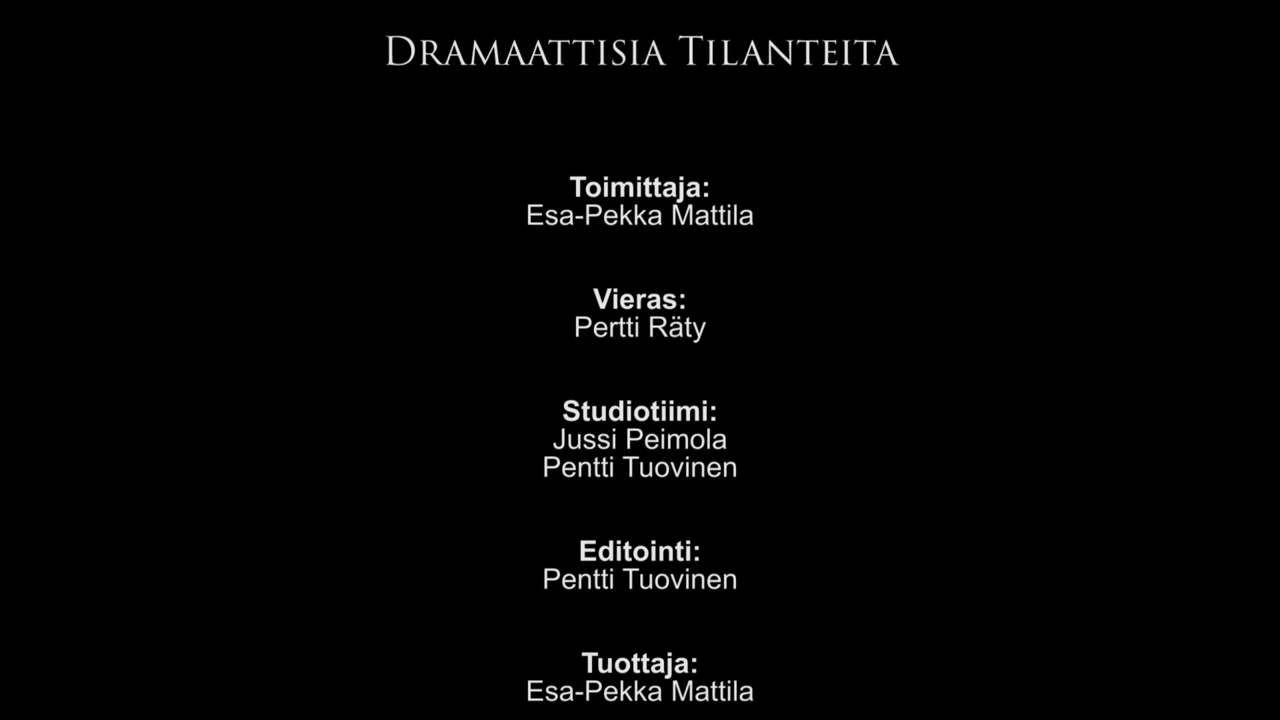 DRAMAATTISIA TILANTEITA
Toimittaja:
Esa-Pekka Mattila
Vieras:
Pertti Räty
Studiotiimi:
Jussi Peimola
Pentti Tuovinen
Editointi:
Pentti Tuovinen
Tuottaja:
Esa-Pekka Mattila